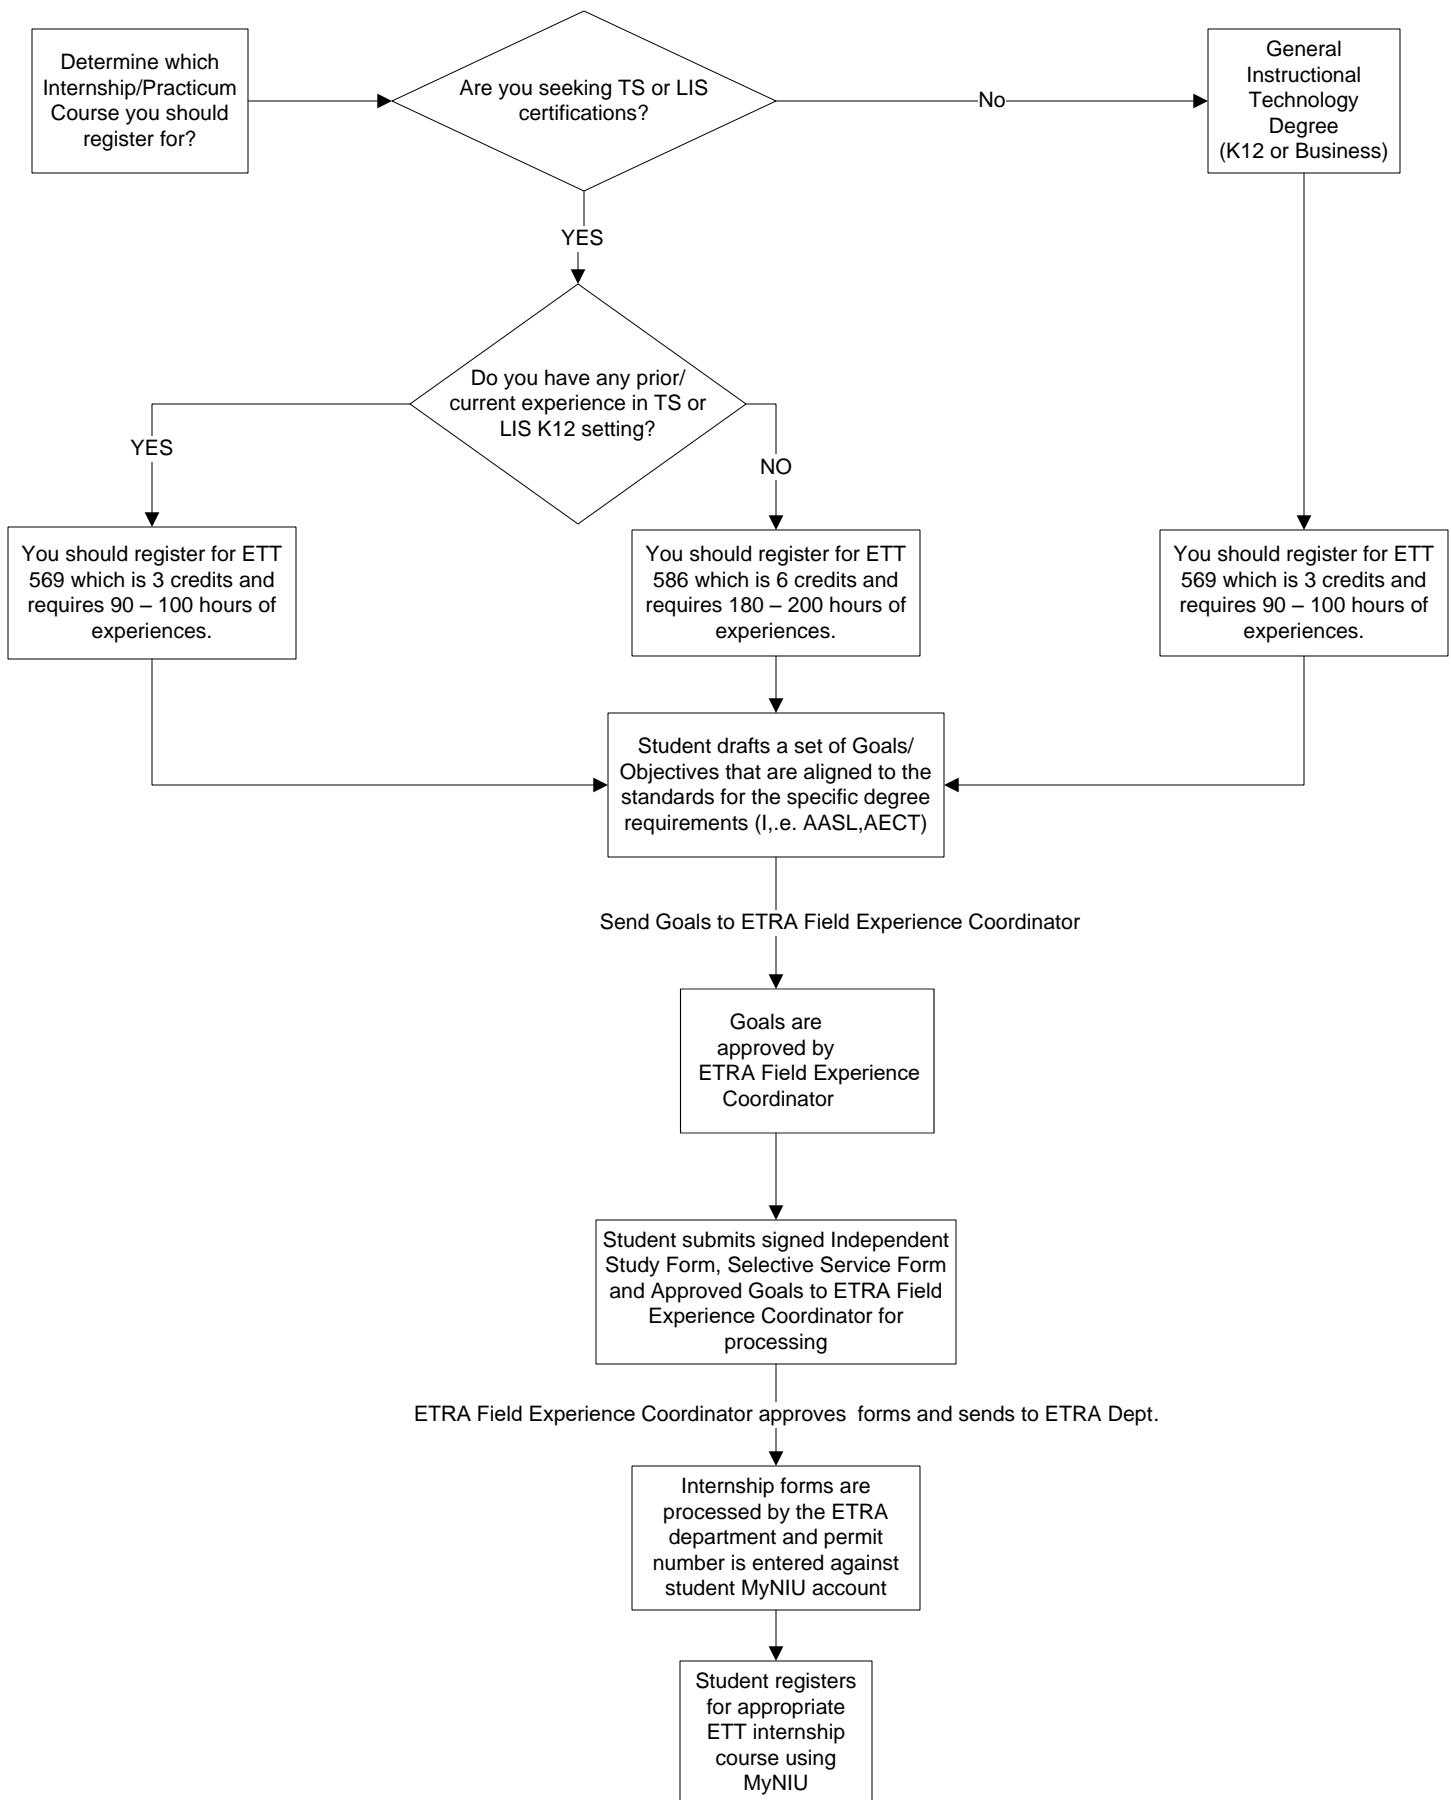 Determine which
Internship/Practicum
Course you should
register for?
Are you seeking TS or LIS
certifications?
No
General
Instructional
Technology
Degree
(K12 or Business)
YES
Do you have any prior/
current experience in TS or
LIS K12 setting?
YES
NO
You should register for ETT
569 which is 3 credits and
requires 90 – 100 hours of
experiences.
You should register for ETT
586 which is 6 credits and
requires 180 – 200 hours of
experiences.
You should register for ETT
569 which is 3 credits and
requires 90 – 100 hours of
experiences.
Student drafts a set of Goals/
Objectives that are aligned to the
standards for the specific degree
requirements (I,.e. AASL,AECT)
Send Goals to ETRA Field Experience Coordinator
Goals are
approved by
ETRA Field Experience
Coordinator
Student submits signed Independent
Study Form, Selective Service Form
and Approved Goals to ETRA Field
Experience Coordinator for
processing
ETRA Field Experience Coordinator approves  forms and sends to ETRA Dept.
Internship forms are
processed by the ETRA
department and permit
number is entered against
student MyNIU account
Student registers
for appropriate
ETT internship
course using
MyNIU